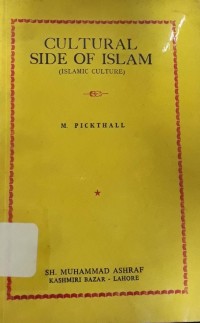 CULTURAL
SIDE OF ISLAM
(ISLAMIC CULTURE)
M. PICKTHALL
SH. MUHAMMAD ASHRAF
KASHMIRI BAZAR - LAHORE